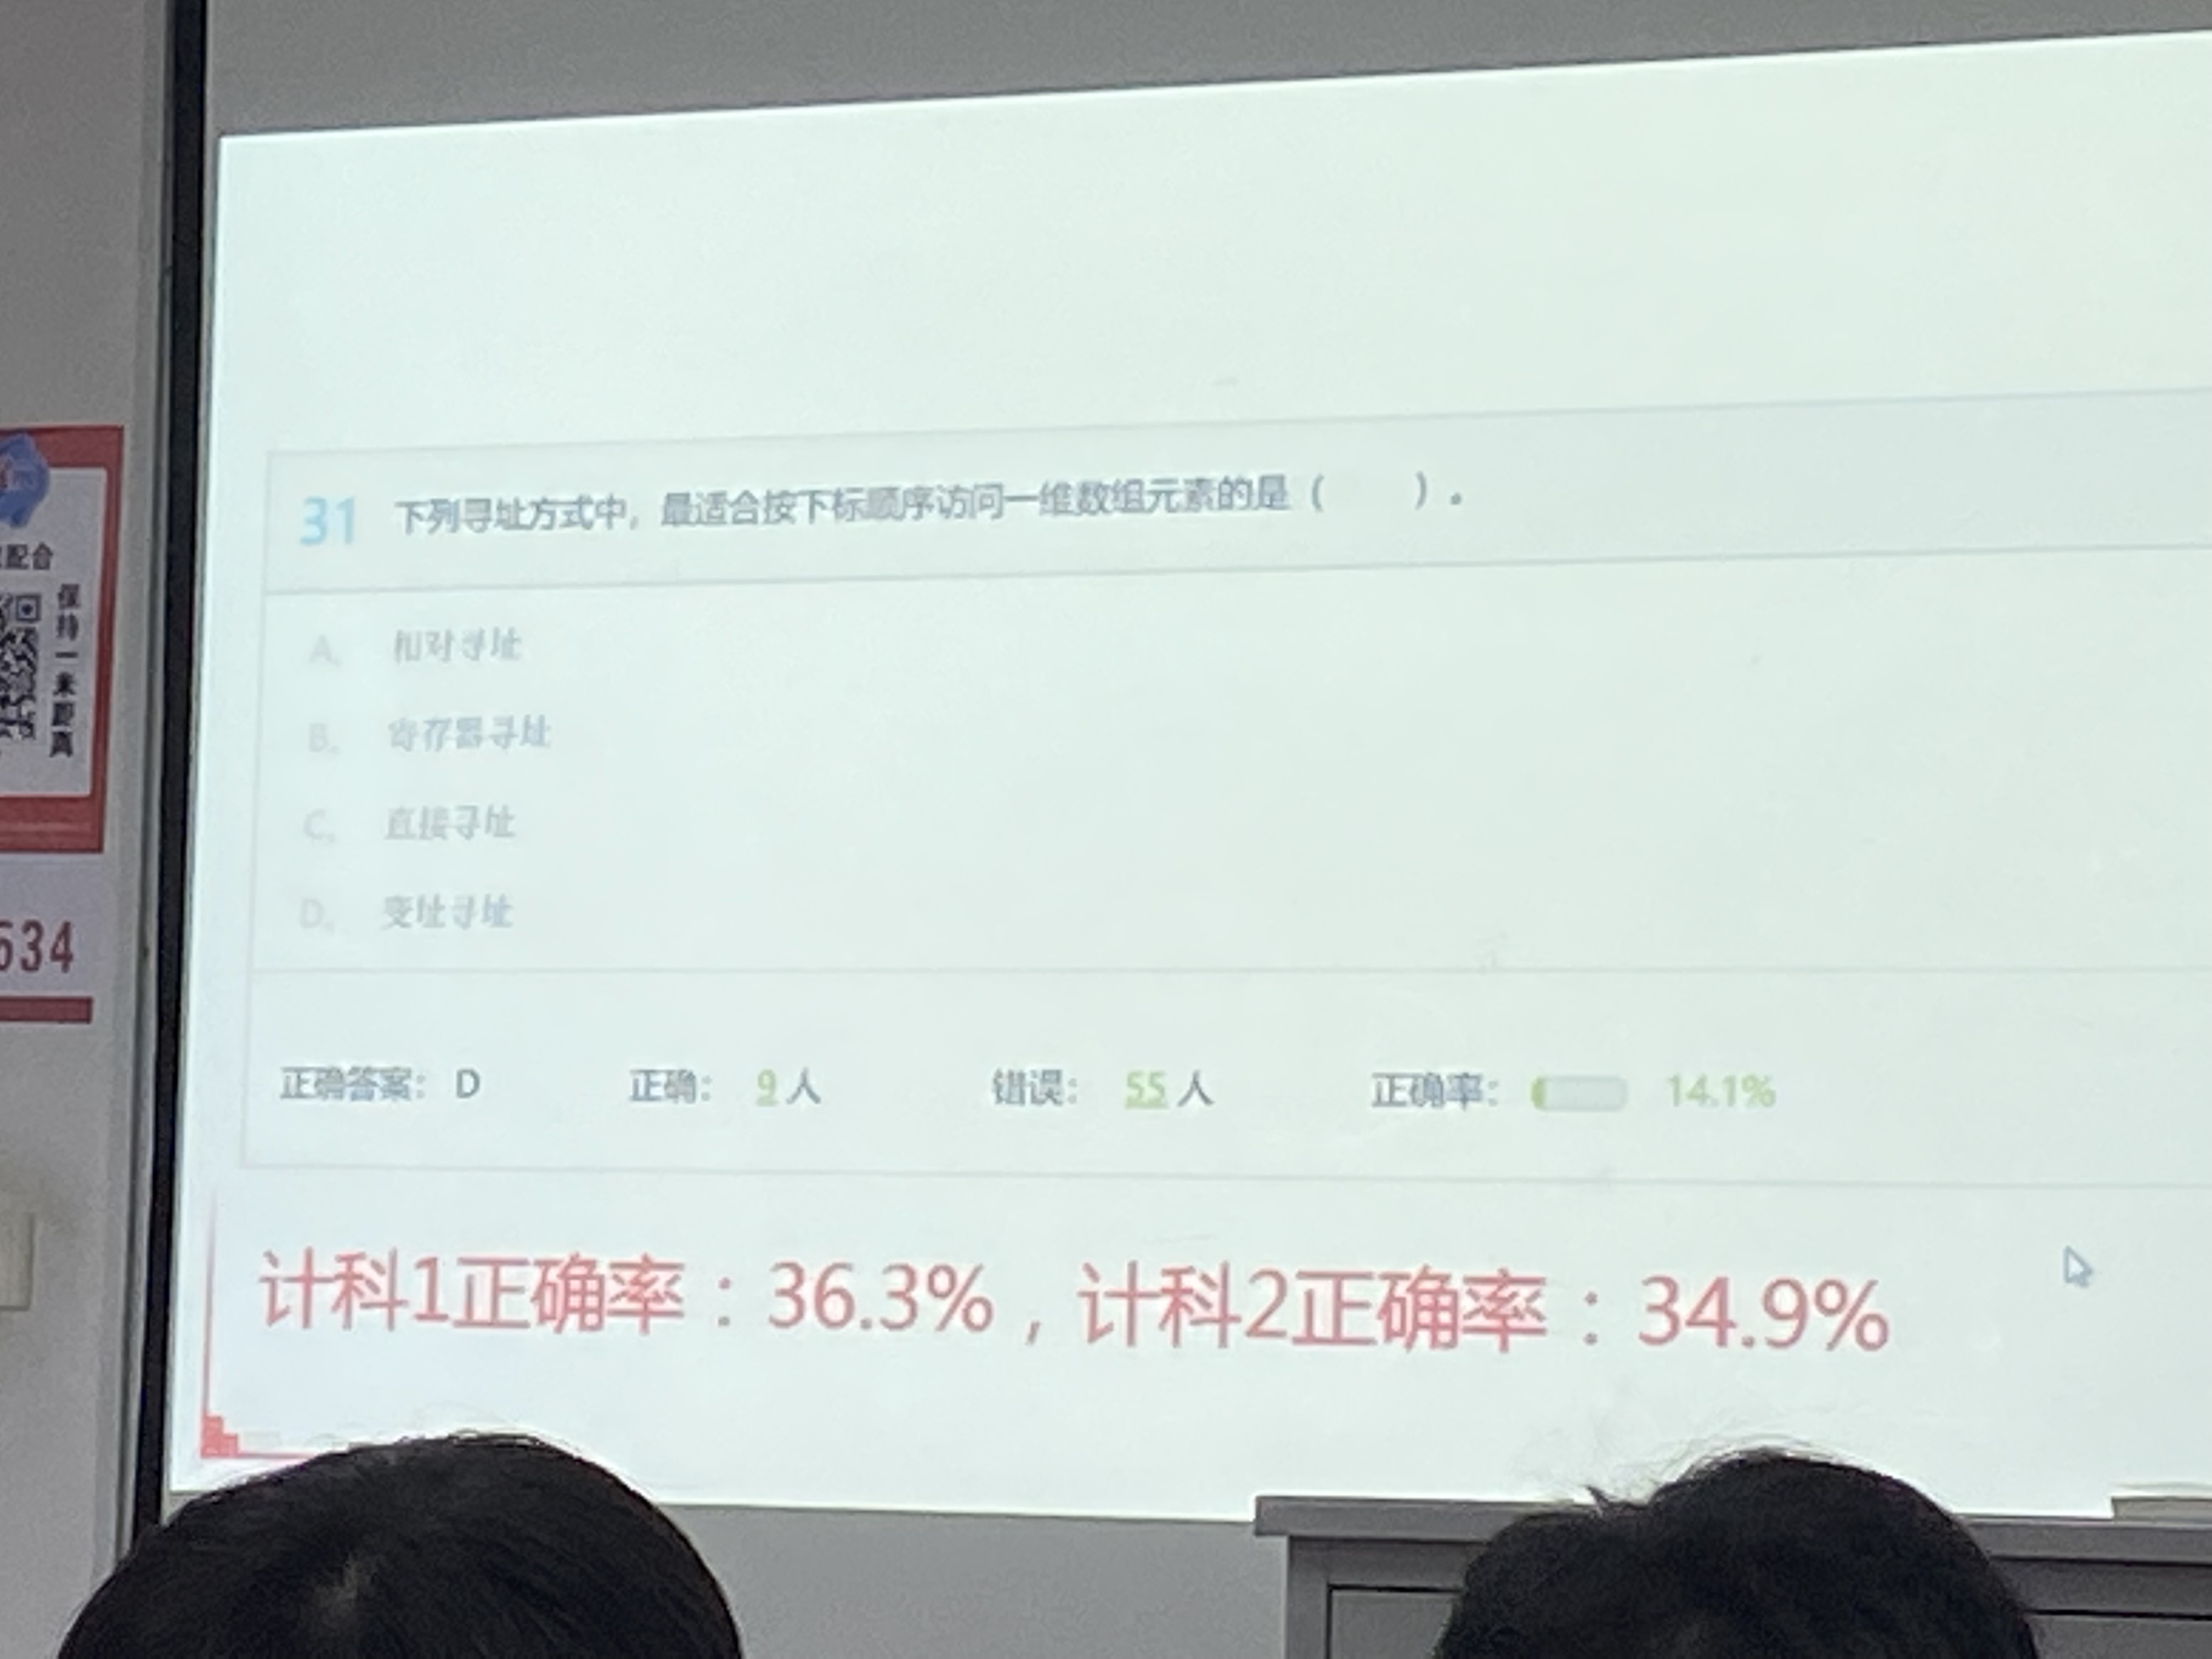 31 下列寻址方式中，最适合按下标顺序访问一维数组元素的是（ ）。
A. 相对寻址
B. 寄存器寻址
C. 直接寻址
D. 变址寻址
正确答案： D 正确： 9人 错误： 55人 正确率： 14.1%
计科1正确率：36.3%，计科2正确率：34.9%
配合
保持一米距离
634